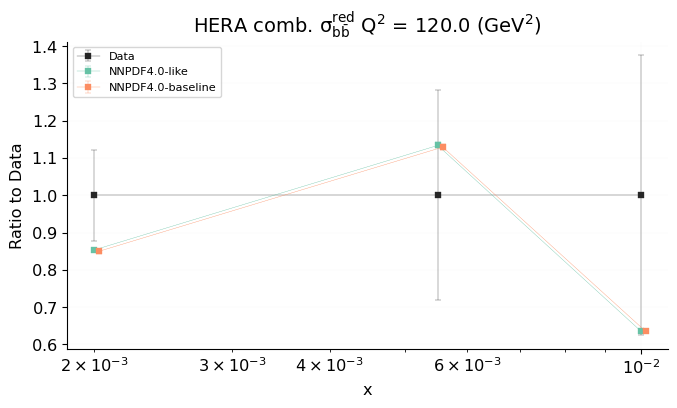 HERA comb. σ^red_bb̄ Q² = 120.0 (GeV²)
Data
NNPDF4.0-like
NNPDF4.0-baseline
Ratio to Data
1.4
1.3
1.2
1.1
1.0
0.9
0.8
0.7
0.6
2 × 10⁻³ 3 × 10⁻³ 4 × 10⁻³ 6 × 10⁻³ 10⁻²
x